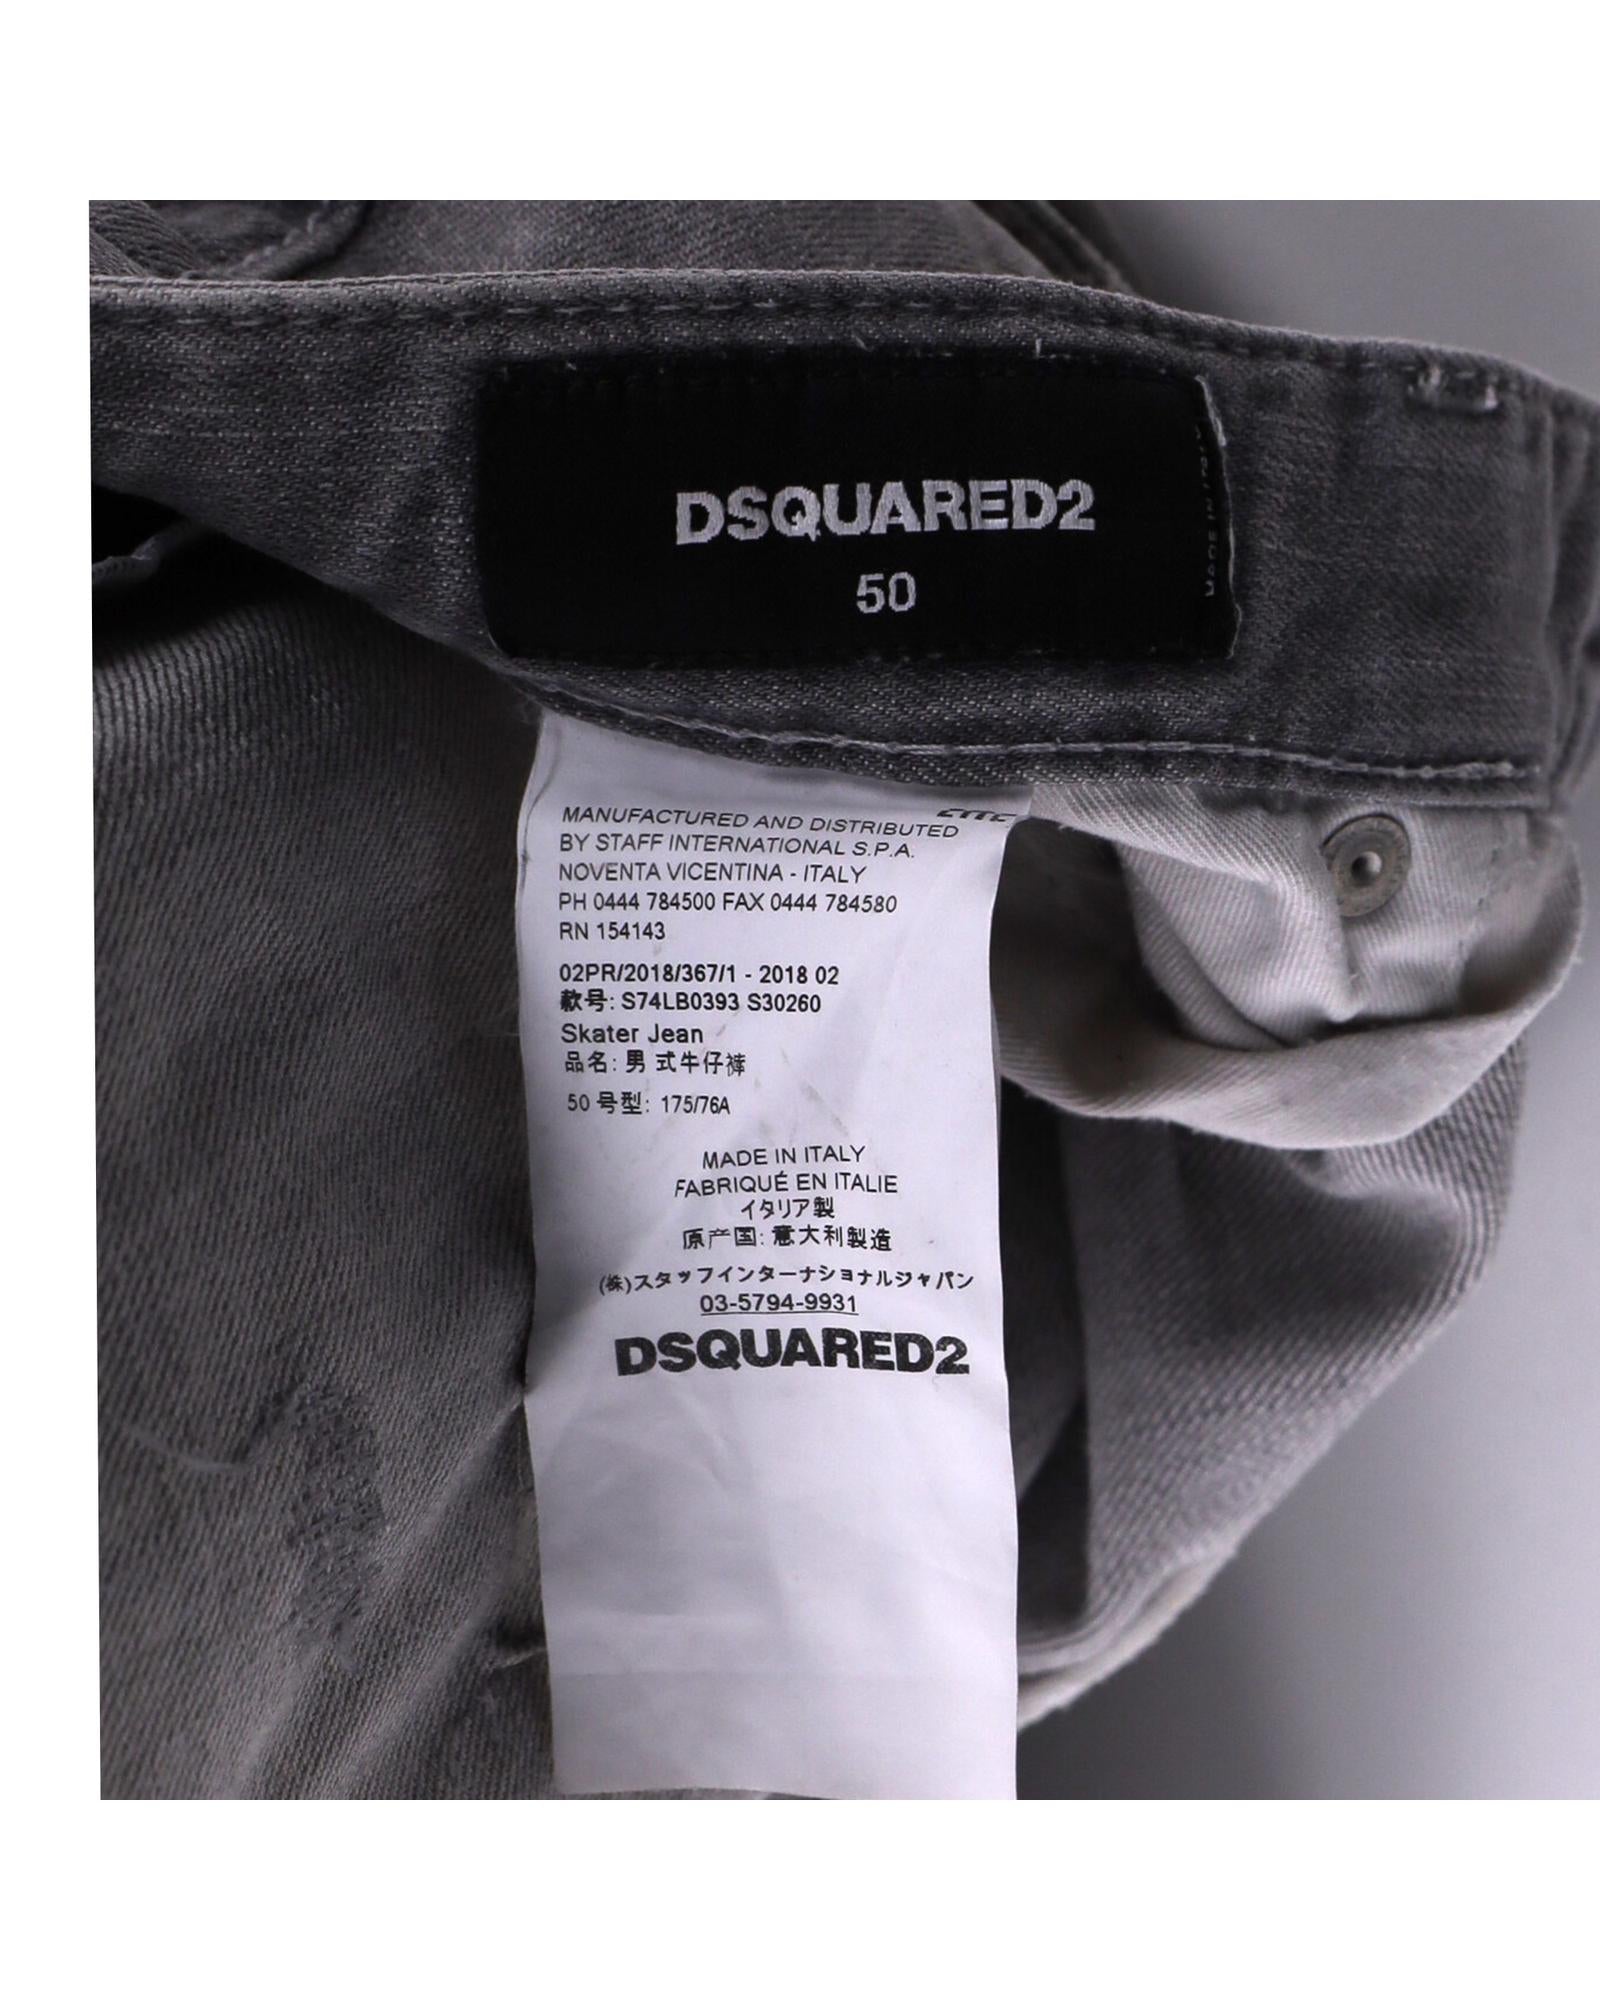 DSQUARED2
50
MADE IN ITALY
MANUFACTURED AND DISTRIBUTED
BY STAFF INTERNATIONAL S.P.A.
NOVENTA VICENTINA - ITALY
PH 0444 784500 FAX 0444 784580
RN 154143
02PR/2018/367/1 - 2018 02
款号: S74LB0393 S30260
Skater Jean
品名: 男 式牛仔裤
50 号型: 175/76A
MADE IN ITALY
FABRIQUÉ EN ITALIE
イタリア製
原产国: 意大利製造
(株)スタッフインターナショナルジャパン
03-5794-9931
DSQUARED2